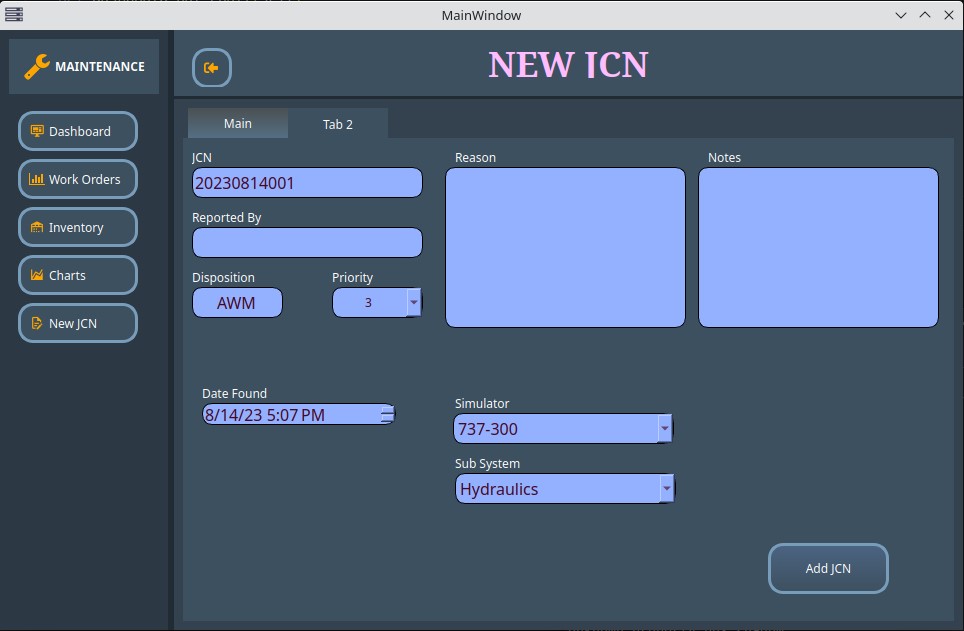 MainWindow
MAINTENANCE
NEW JCN
Dashboard
Work Orders
Inventory
Charts
New JCN
Main
Tab 2
JCN
Reason
Notes
20230814001
Reported By
Disposition
Priority
AWM
3
Date Found
8/14/23 5:07 PM
Simulator
737-300
Sub System
Hydraulics
Add JCN